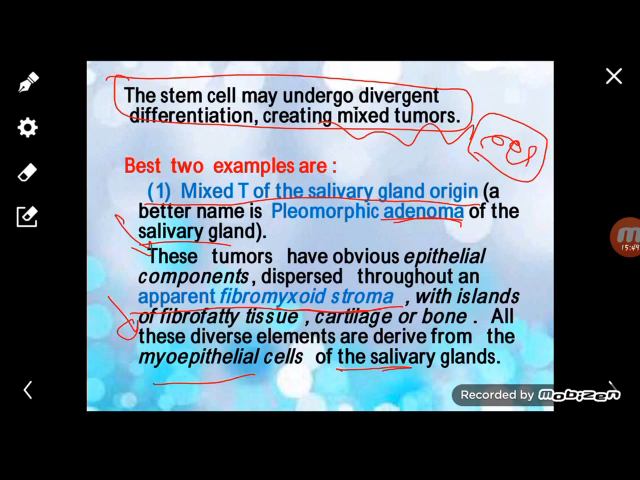 The stem cell may undergo divergent
differentiation, creating mixed tumors.
Best two examples are :
(1) Mixed T of the salivary gland origin (a
better name is Pleomorphic adenoma of the
salivary gland).
These tumors have obvious epithelial
components, dispersed throughout an
apparent fibromyxoid stroma , with islands
of fibrofatty tissue , cartilage or bone . All
these diverse elements are derive from the
myoepithelial cells of the salivary glands.
15:49
Recorded by mobizen